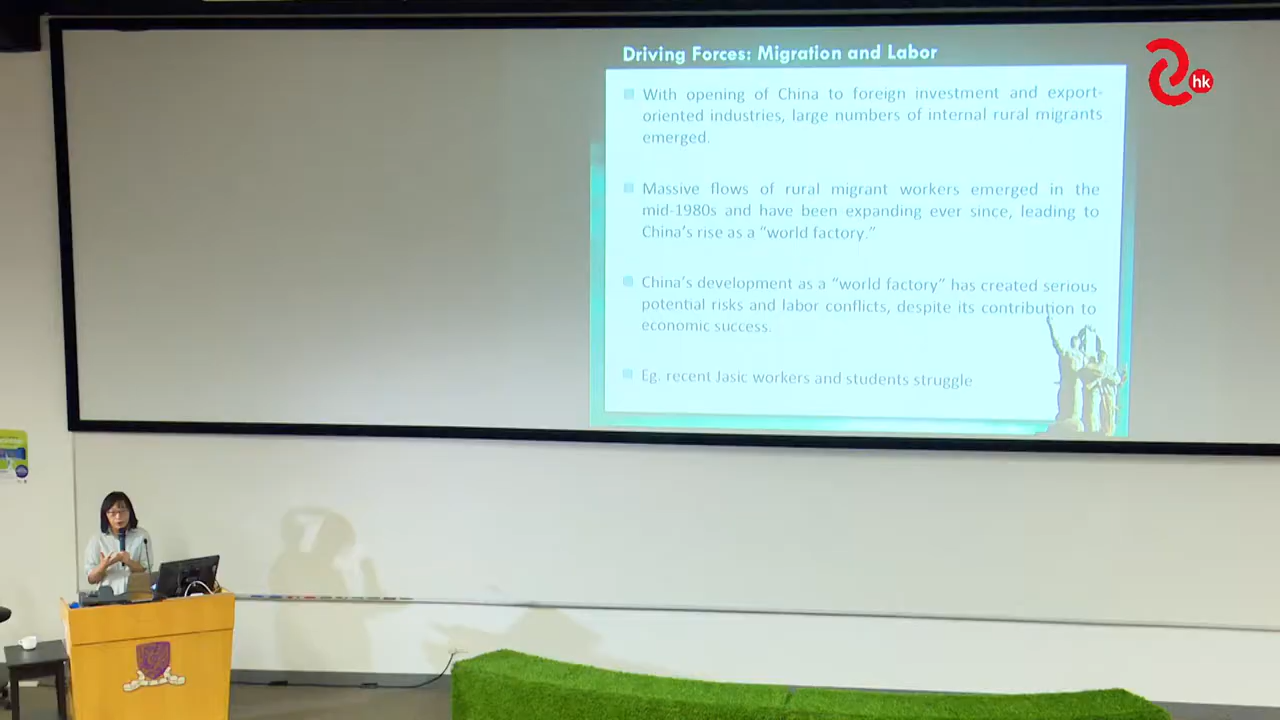 Driving Forces: Migration and Labor
hk
With opening of China to foreign investment and export-
oriented industries, large numbers of internal rural migrants
emerged.
Massive flows of rural migrant workers emerged in the
mid-1980s and have been expanding ever since, leading to
China's rise as a “world factory.”
China's development as a “world factory” has created serious
potential risks and labor conflicts, despite its contribution to
economic success.
Eg. recent Jasic workers and students struggle